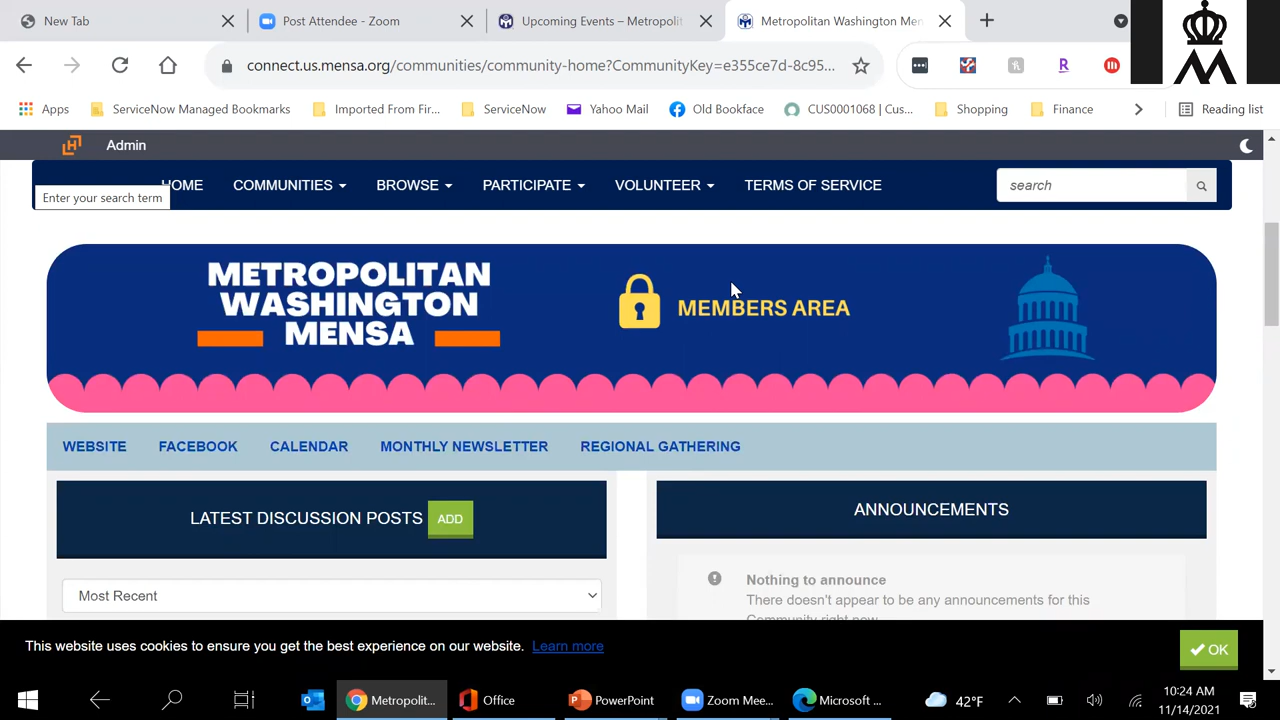 New Tab
Post Attendee - Zoom
Upcoming Events – Metropolit
Metropolitan Washington Men
connect.us.mensa.org/communities/community-home?CommunityKey=e355ce7d-8c95...
R
Apps
ServiceNow Managed Bookmarks
Imported From Fir...
ServiceNow
Yahoo Mail
Old Bookface
CUS0001068 | Cus...
Shopping
Finance
Reading list
Admin
HOME
COMMUNITIES
BROWSE
PARTICIPATE
VOLUNTEER
TERMS OF SERVICE
search
Enter your search term
METROPOLITAN
WASHINGTON
MENSA
MEMBERS AREA
WEBSITE
FACEBOOK
CALENDAR
MONTHLY NEWSLETTER
REGIONAL GATHERING
LATEST DISCUSSION POSTS
ADD
ANNOUNCEMENTS
Most Recent
Nothing to announce
There doesn't appear to be any announcements for this
Community right now.
This website uses cookies to ensure you get the best experience on our website. Learn more
OK
Metropolit...
Office
PowerPoint
Zoom Mee...
Microsoft ...
42°F
10:24 AM
11/14/2021